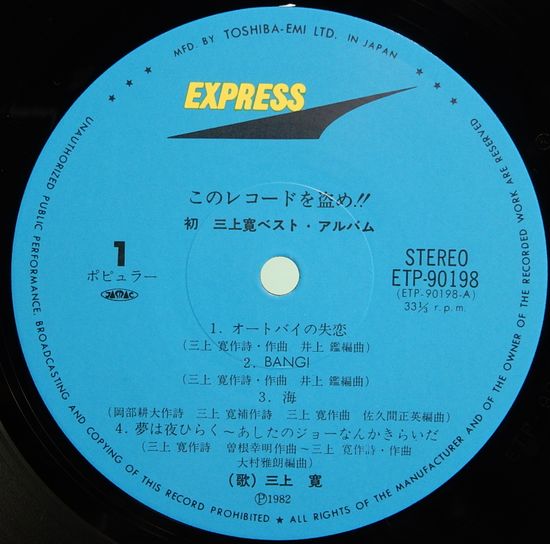 MFD. BY TOSHIBA-EMI LTD. IN JAPAN
EXPRESS
このレコードを盗め!!
初 三上寛ベスト・アルバム
1
ポピュラー
JASRAC
STEREO
ETP-90198
(ETP-90198-A)
33⅓ r.p.m.
1. オートバイの失恋
(三上 寛作詩・作曲 井上 鑑編曲)
2. BANG!
(三上 寛作詩・作曲 井上 鑑編曲)
3. 海
(岡部耕大作詩 三上 寛補作詩 三上 寛作曲 佐久間正英編曲)
4. 夢は夜ひらく～あしたのジョーなんかきらいだ
(三上 寛作詩 曽根幸明作曲～三上 寛作詩・作曲
大村雅朗編曲)
(歌) 三上 寛
Ⓟ1982
★ ★ ★ UNAUTHORIZED PUBLIC PERFORMANCE, BROADCASTING AND COPYING OF THIS RECORD PROHIBITED ★ ALL RIGHTS OF THE MANUFACTURER AND OF THE OWNER OF THE RECORDED WORK ARE RESERVED ★ ★ ★